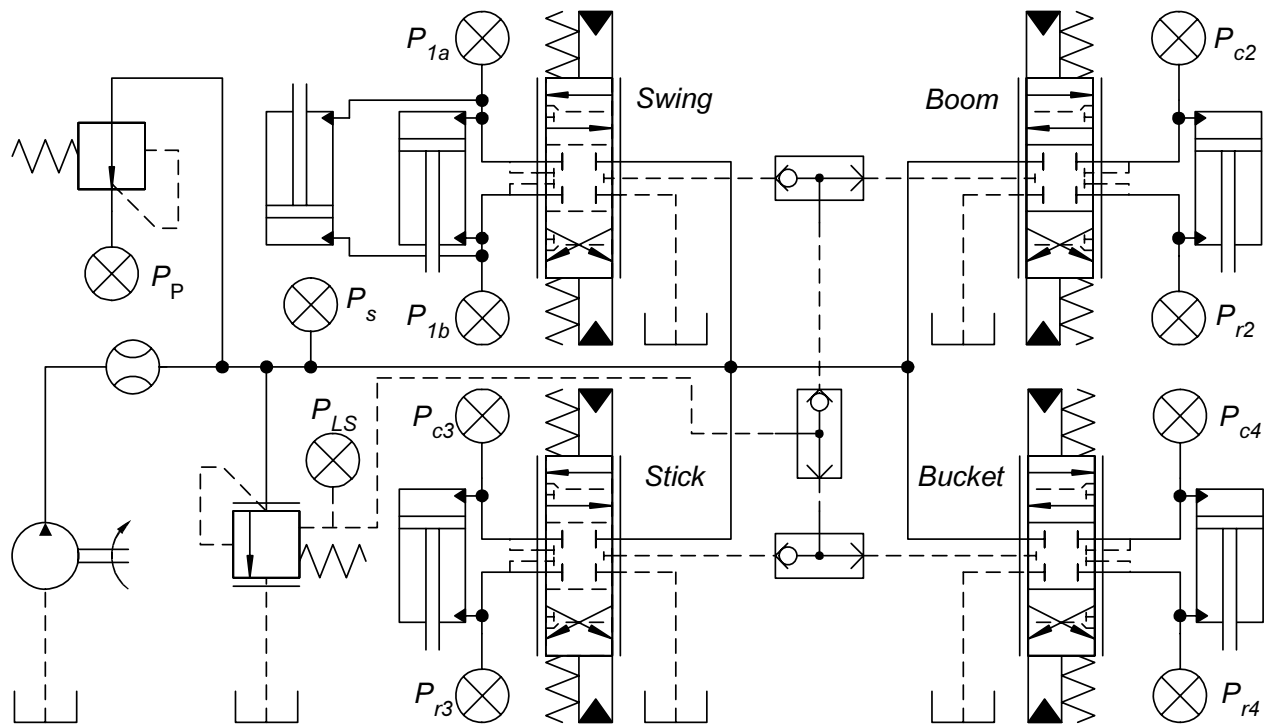 P1a
Swing
Boom
Pc2
PP
Ps
P1b
Pr2
PLS
Pc3
Stick
Bucket
Pc4
Pr3
Pr4